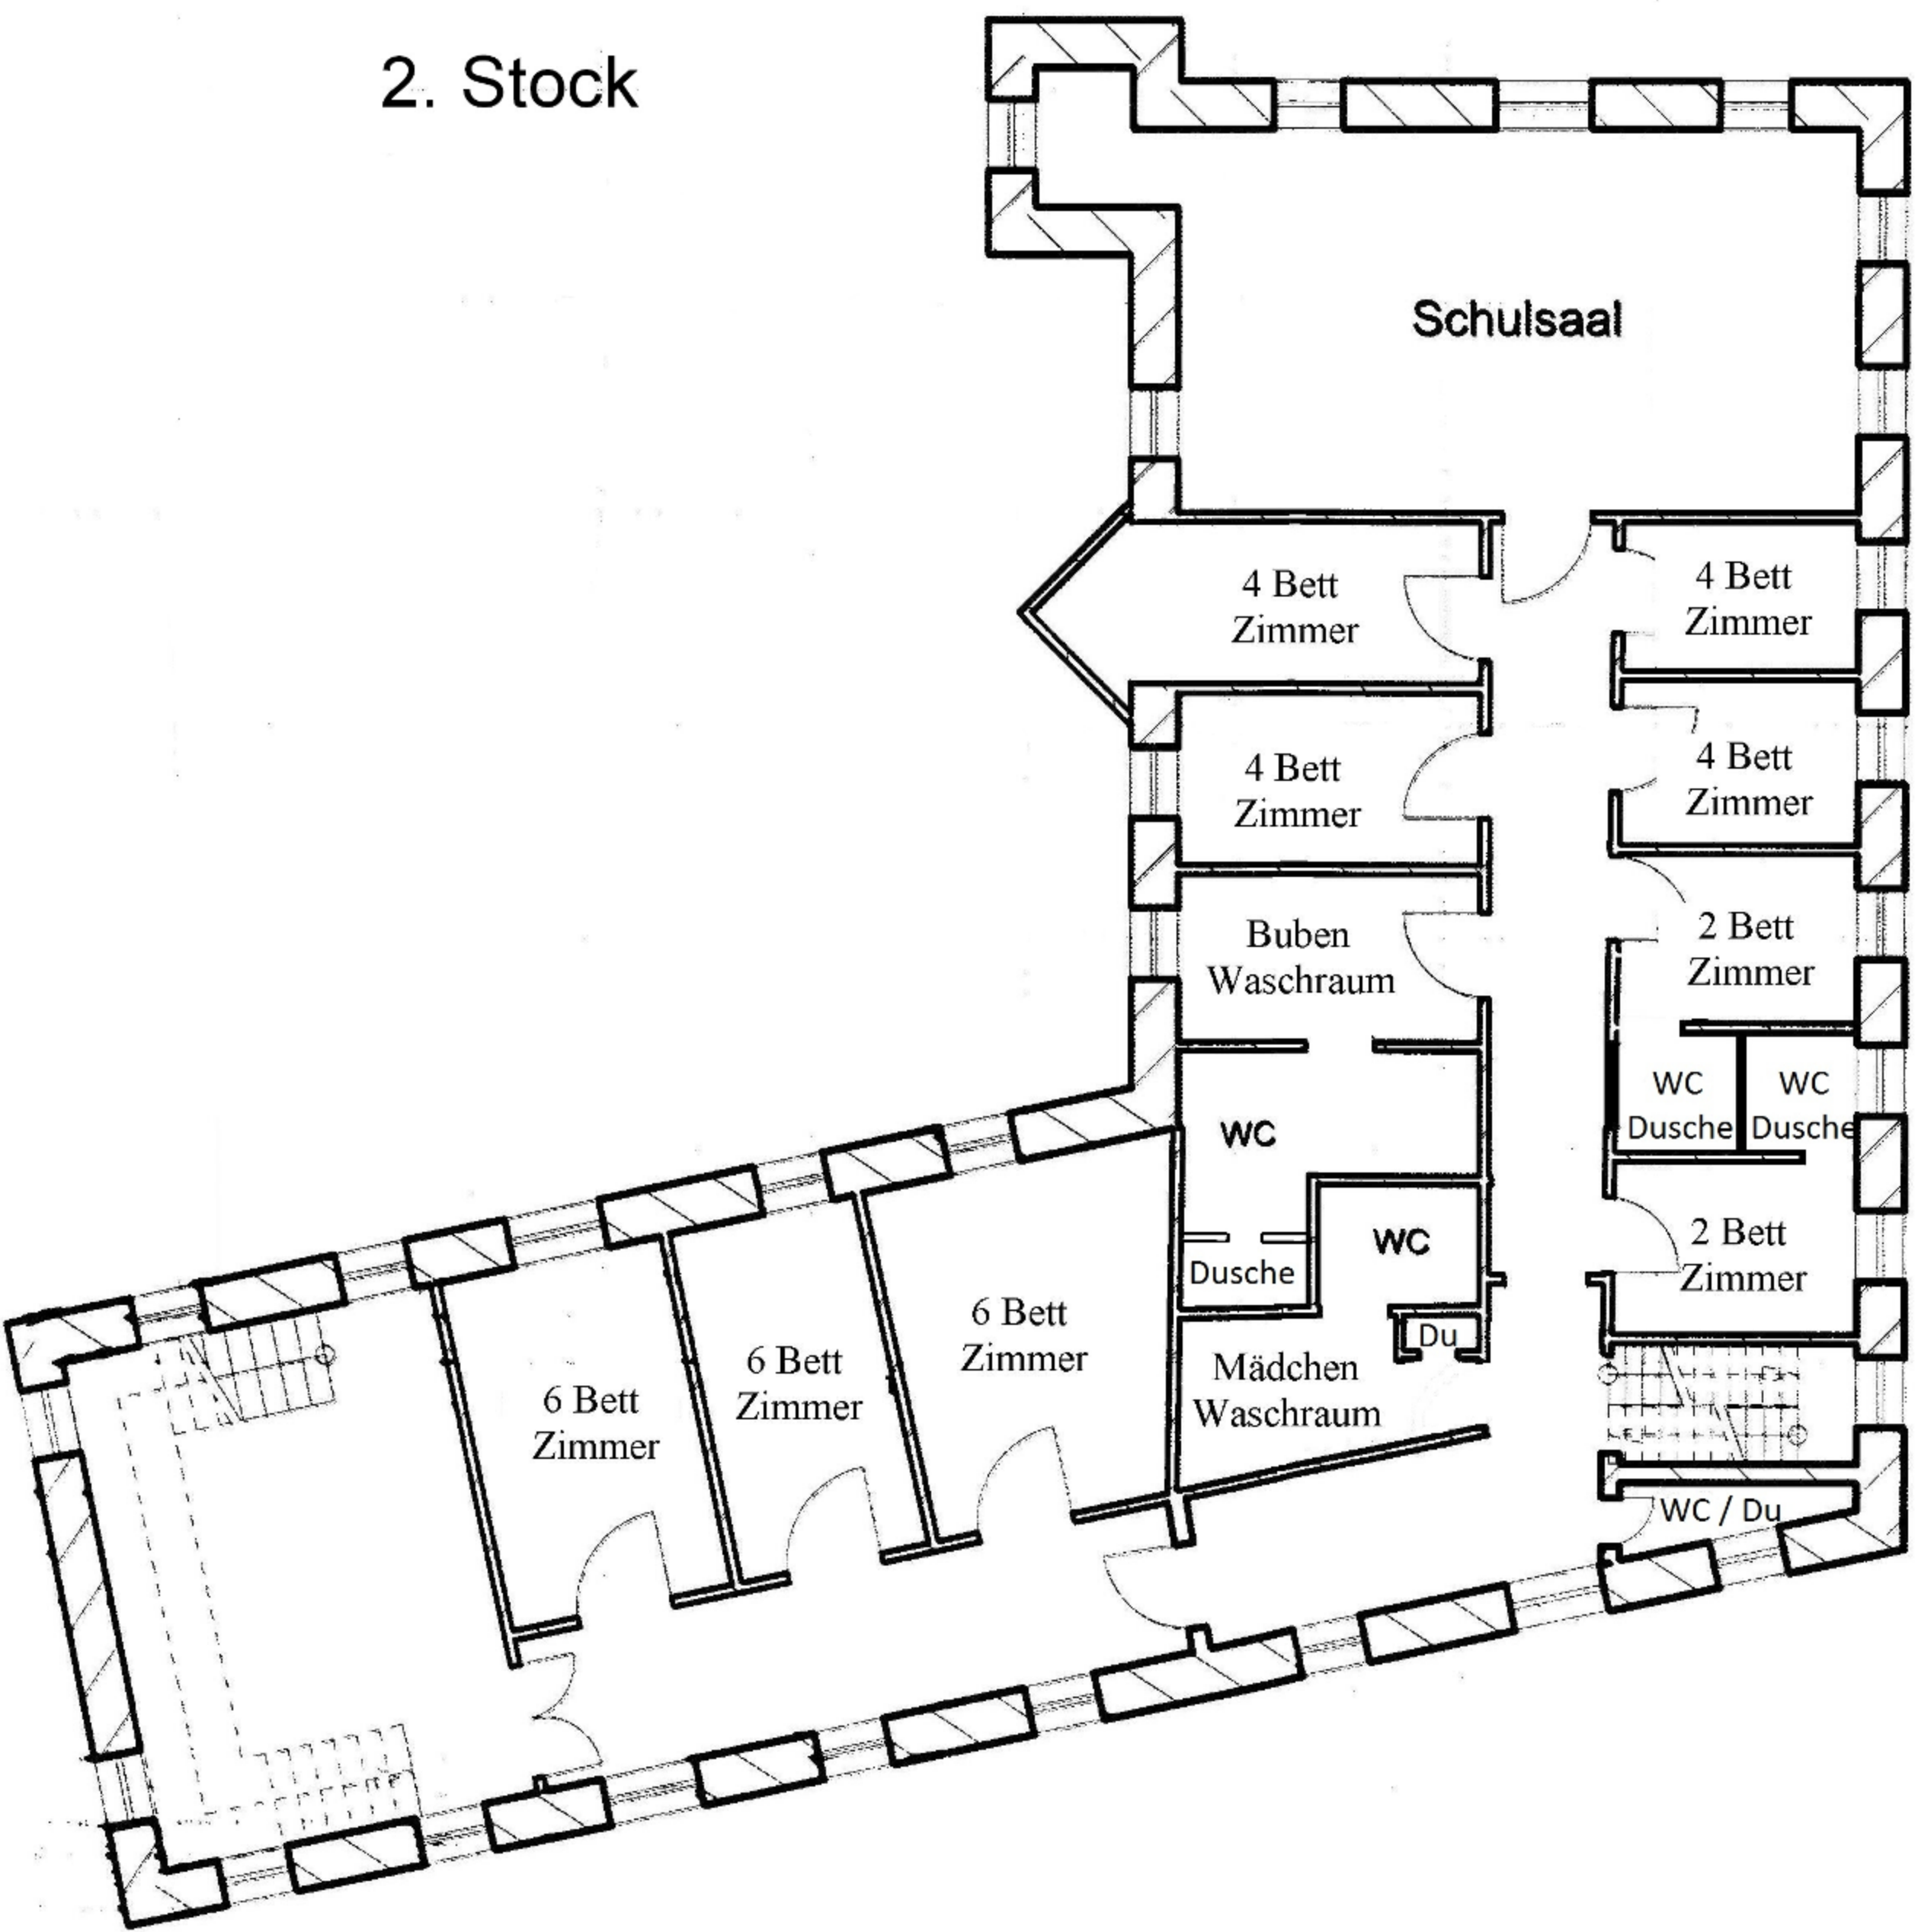 2. Stock
Schulsaal
4 Bett
Zimmer
4 Bett
Zimmer
4 Bett
Zimmer
4 Bett
Zimmer
Buben
Waschraum
2 Bett
Zimmer
WC
WC
Dusche
WC
Dusche
WC
Dusche
2 Bett
Zimmer
6 Bett
Zimmer
6 Bett
Zimmer
6 Bett
Zimmer
Du
Mädchen
Waschraum
WC / Du